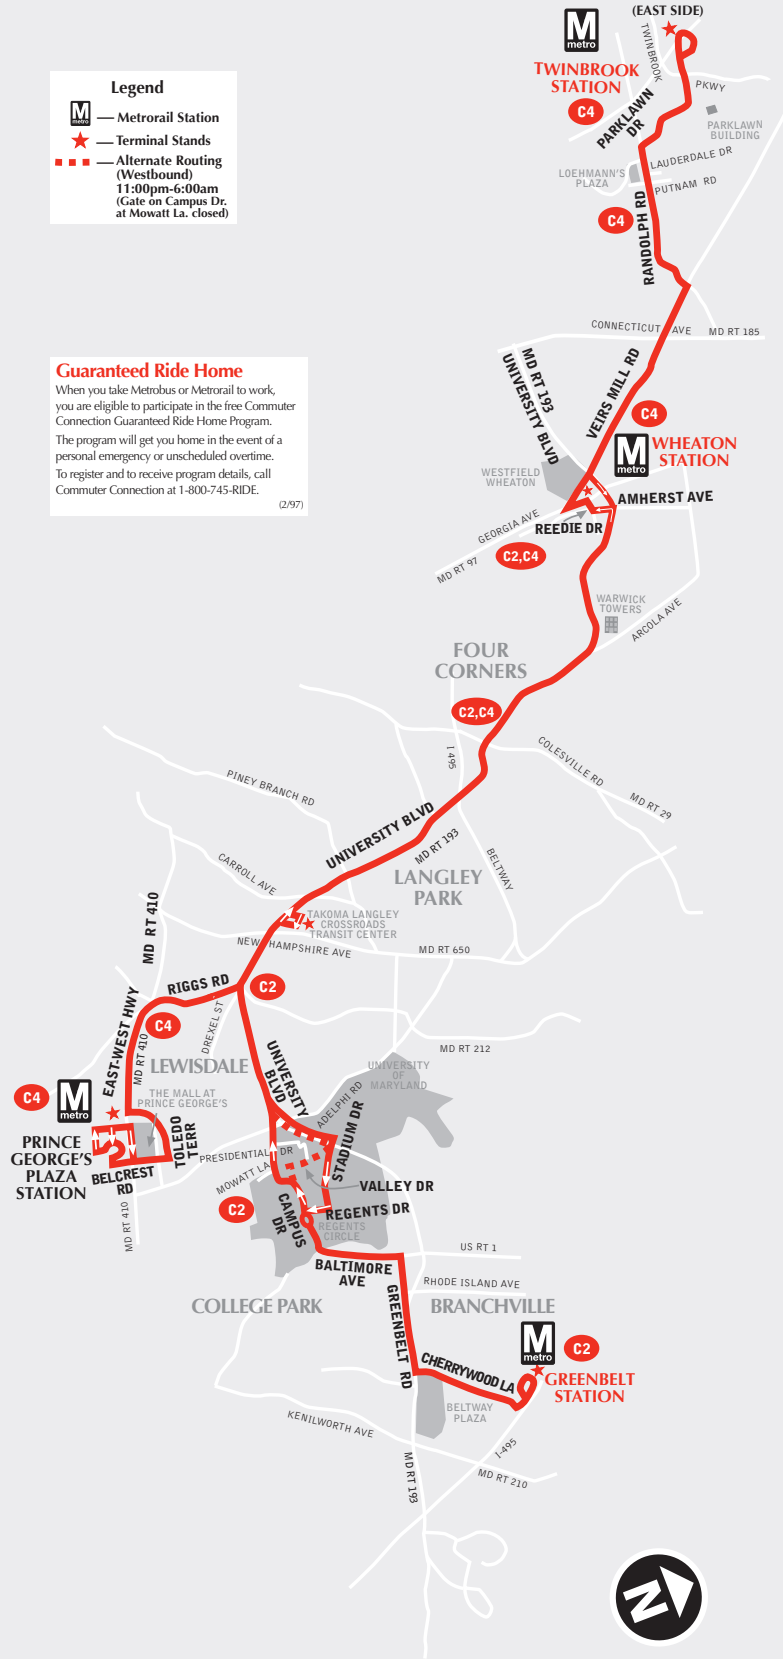 (EAST SIDE)
M
metro
TWINBROOK
STATION
C4
TWINBROOK
PKWY
PARKLAWN
DR
PARKLAWN
BUILDING
Legend
M
metro
— Metrorail Station
— Terminal Stands
— Alternate Routing
(Westbound)
11:00pm-6:00am
(Gate on Campus Dr.
at Mowatt La. closed)
LAUDERDALE DR
LOEHMANN'S
PLAZA
PUTNAM RD
C4
RANDOLPH RD
CONNECTICUT AVE
MD RT 185
MD RT 193
UNIVERSITY BLVD
VEIRS MILL RD
Guaranteed Ride Home
When you take Metrobus or Metrorail to work,
you are eligible to participate in the free Commuter
Connection Guaranteed Ride Home Program.
The program will get you home in the event of a
personal emergency or unscheduled overtime.
To register and to receive program details, call
Commuter Connection at 1-800-745-RIDE.
(2/97)
C4
M
metro
WHEATON
STATION
WESTFIELD
WHEATON
AMHERST AVE
GEORGIA AVE
REEDIE DR
MD RT 97
C2,C4
WARWICK
TOWERS
ARCOLA AVE
FOUR
CORNERS
C2,C4
I 495
COLESVILLE RD
MD RT 29
PINEY BRANCH RD
UNIVERSITY BLVD
MD RT 193
BELTWAY
CARROLL AVE
LANGLEY
PARK
MD RT 410
TAKOMA LANGLEY
CROSSROADS
TRANSIT CENTER
NEW HAMPSHIRE AVE
MD RT 650
RIGGS RD
C2
EAST-WEST HWY
C4
DREXEL ST
MD RT 410
LEWISDALE
UNIVERSITY
BLVD
MD RT 212
UNIVERSITY
OF
MARYLAND
C4
M
metro
THE MALL AT
PRINCE GEORGE'S
ADELPHI RD
STADIUM DR
PRINCE
GEORGE'S
PLAZA
STATION
TOLEDO
TERR
BELCREST
RD
PRESIDENTIAL DR
MOWATT LA
VALLEY DR
MD RT 410
C2
CAMPUS
DR
REGENTS DR
REGENTS
CIRCLE
BALTIMORE
AVE
US RT 1
RHODE ISLAND AVE
COLLEGE PARK
GREENBELT RD
BRANCHVILLE
M
metro
C2
CHERRYWOOD LA
GREENBELT
STATION
BELTWAY
PLAZA
KENILWORTH AVE
I-495
MD RT 193
MD RT 210
N